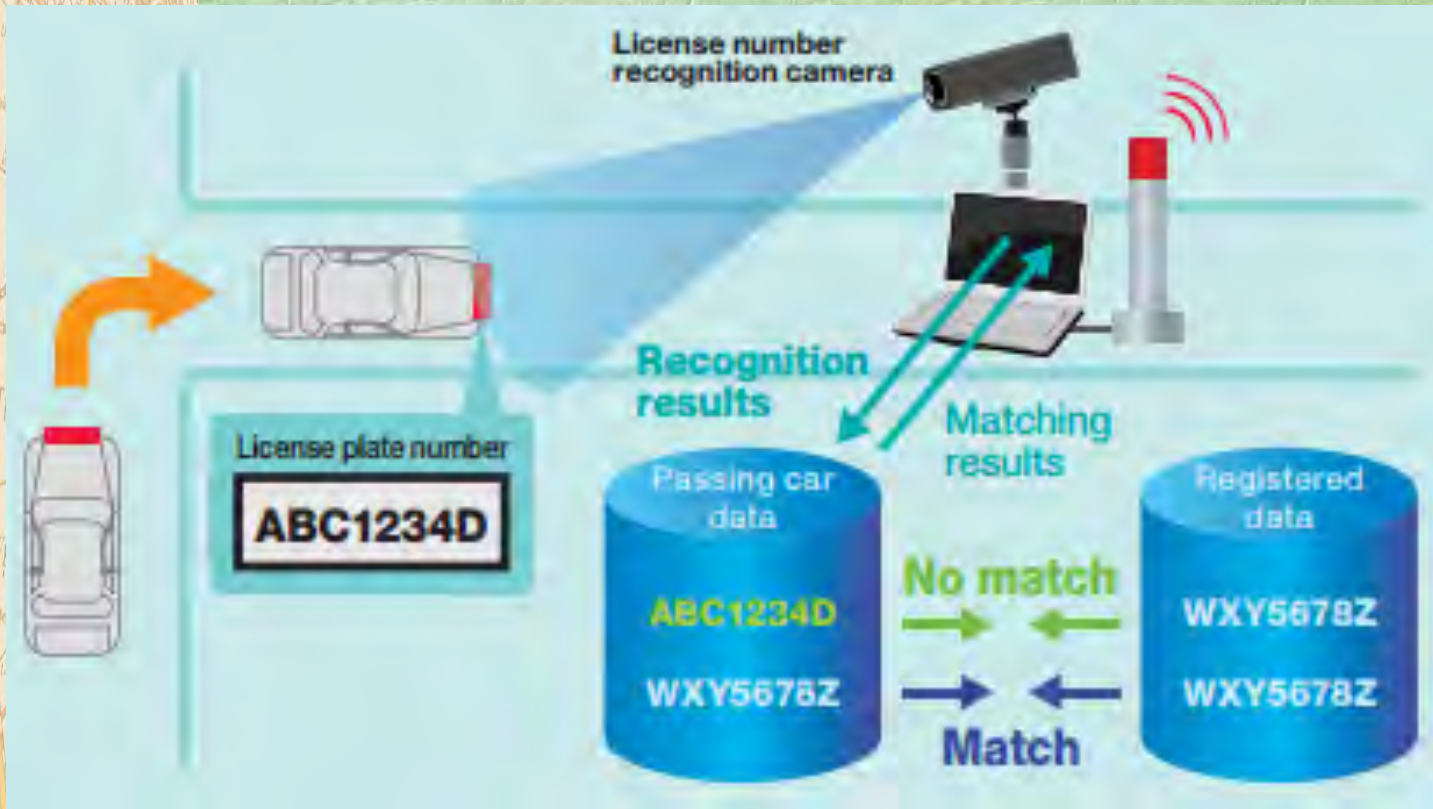 License number
recognition camera
Recognition
results
Matching
results
License plate number
ABC1234D
Passing car
data
Registered
data
No match
ABC1234D
WXY5678Z
WXY5678Z
WXY5678Z
Match